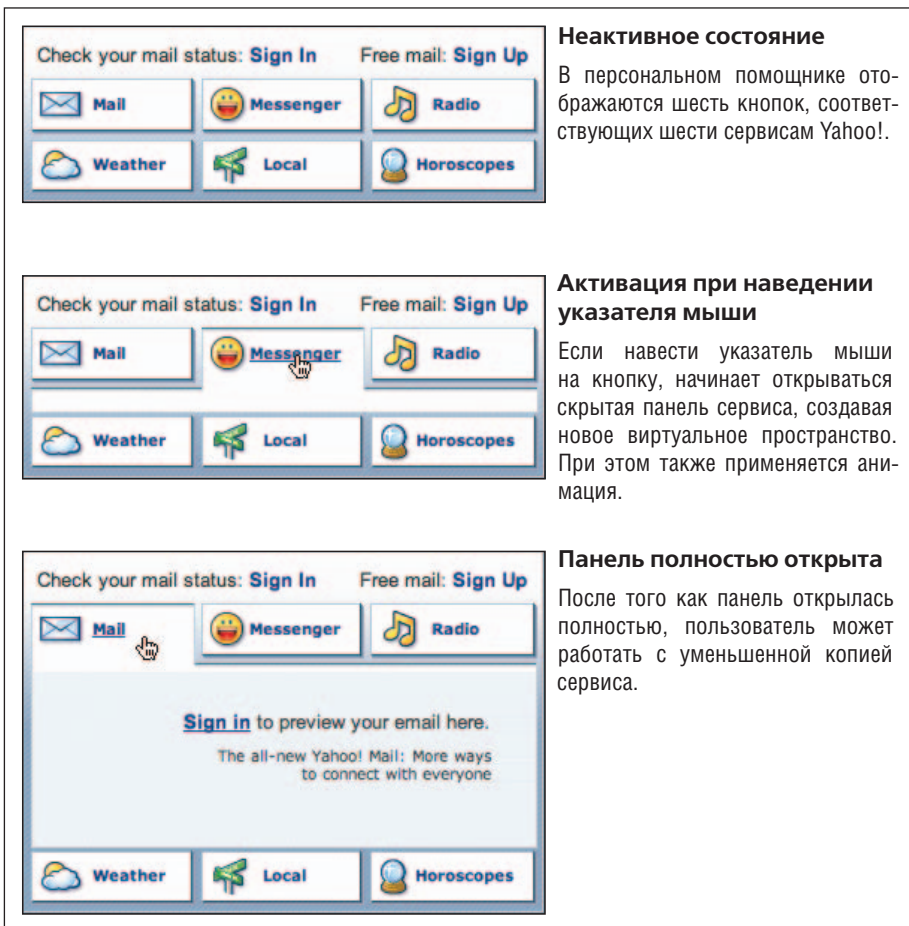 Check your mail status: Sign In Free mail: Sign Up
Mail Messenger Radio
Weather Local Horoscopes
Неактивное состояние
В персональном помощнике ото-
бражаются шесть кнопок, соответ-
ствующих шести сервисам Yahoo!.
Check your mail status: Sign In Free mail: Sign Up
Mail Messenger Radio
Weather Local Horoscopes
Активация при наведении
указателя мыши
Если навести указатель мыши
на кнопку, начинает открываться
скрытая панель сервиса, создавая
новое виртуальное пространство.
При этом также применяется ани-
мация.
Check your mail status: Sign In Free mail: Sign Up
Mail Messenger Radio
Sign in to preview your email here.
The all-new Yahoo! Mail: More ways
to connect with everyone
Weather Local Horoscopes
Панель полностью открыта
После того как панель открылась
полностью, пользователь может
работать с уменьшенной копией
сервиса.